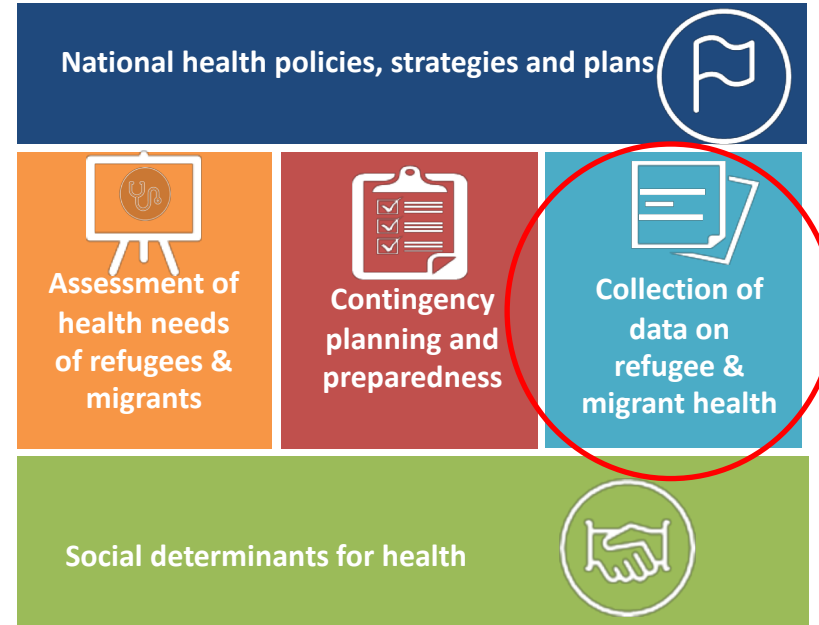 National health policies, strategies and plans
Assessment of
health needs
of refugees &
migrants
Contingency
planning and
preparedness
Collection of
data on
refugee &
migrant health
Social determinants for health